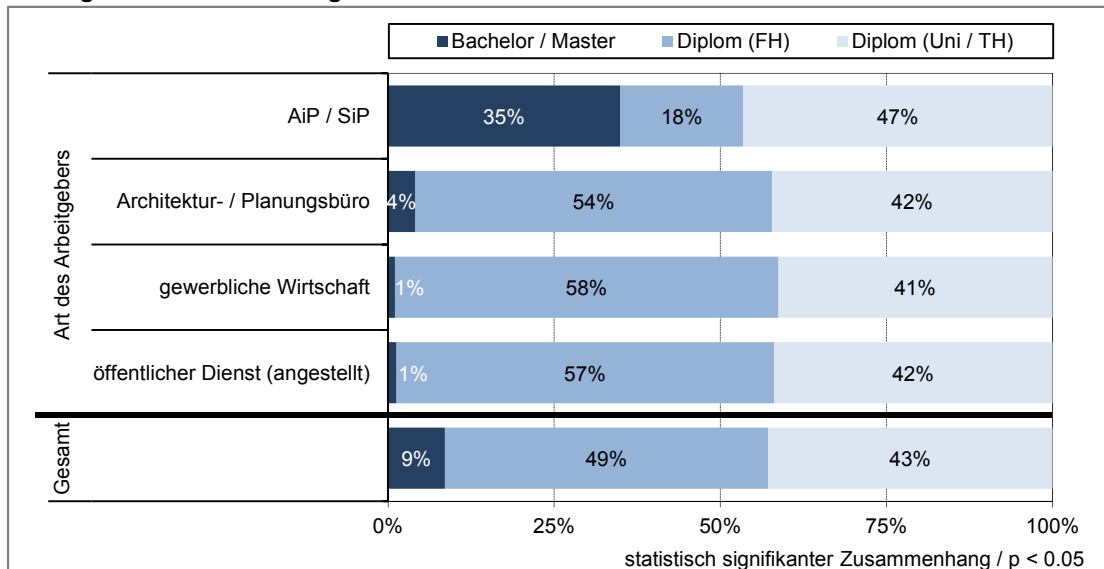 Bachelor / Master Diplom (FH) Diplom (Uni / TH)
Art des Arbeitgebers
AiP / SiP 35% 18% 47%
Architektur- / Planungsbüro 4% 54% 42%
gewerbliche Wirtschaft 1% 58% 41%
öffentlicher Dienst (angestellt) 1% 57% 42%
Gesamt 9% 49% 43%
0% 25% 50% 75% 100%
statistisch signifikanter Zusammenhang / p < 0.05